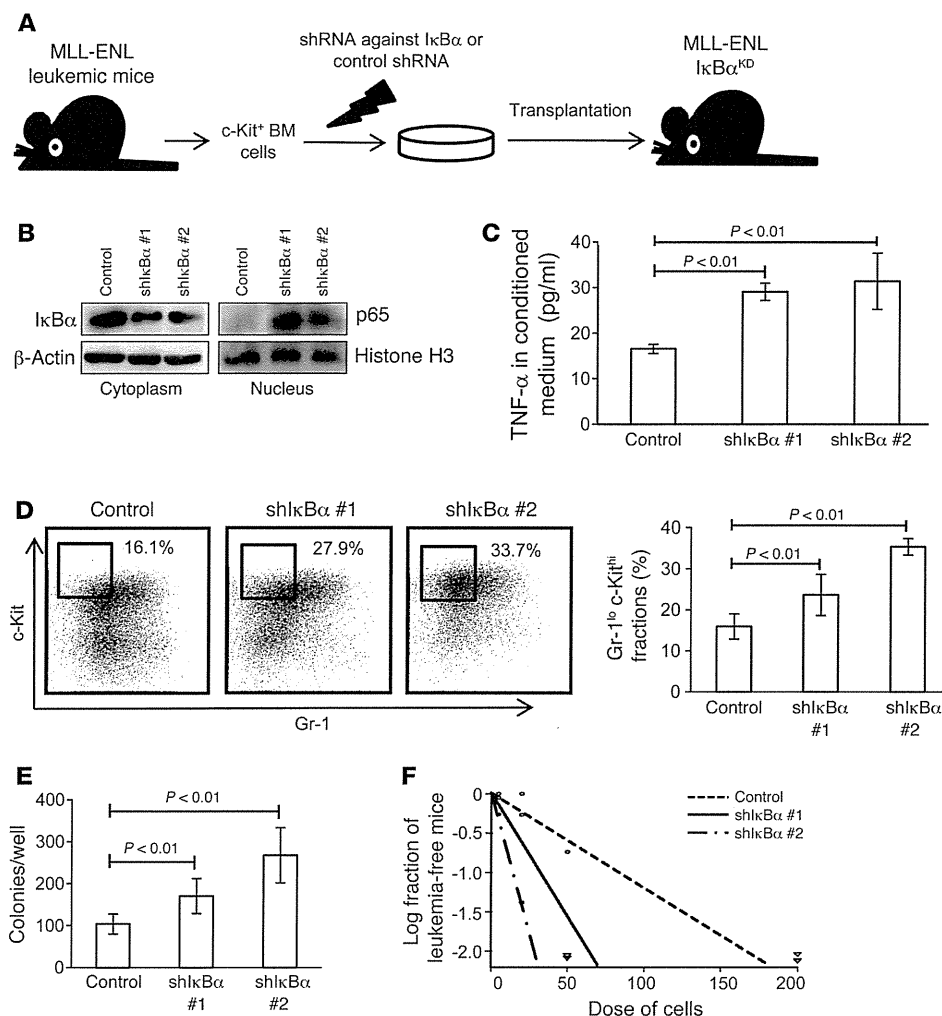 A
MLL-ENL
leukemic mice
c-Kit⁺ BM
cells
shRNA against IκBα or
control shRNA
Transplantation
MLL-ENL
IκBαᴷᴰ
B
Control
shIκBα #1
shIκBα #2
Control
shIκBα #1
shIκBα #2
IκBα
p65
β-Actin
Histone H3
Cytoplasm
Nucleus
C
TNF-α in conditioned
medium (pg/ml)
40
30
20
10
0
P < 0.01
P < 0.01
Control
shIκBα #1
shIκBα #2
D
Control
shIκBα #1
shIκBα #2
16.1%
27.9%
33.7%
c-Kit
Gr-1
Gr-1ˡᵒ c-Kitʰⁱ
fractions (%)
40
30
20
10
0
P < 0.01
P < 0.01
Control
shIκBα
#1
shIκBα
#2
E
Colonies/well
400
300
200
100
0
P < 0.01
P < 0.01
Control
shIκBα
#1
shIκBα
#2
F
Log fraction of
leukemia-free mice
0
-0.5
-1.0
-1.5
-2.0
Control
shIκBα #1
shIκBα #2
0
50
100
150
200
Dose of cells